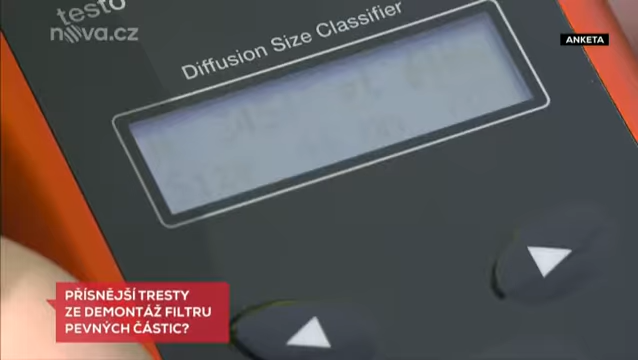 testo
nova.cz
ANKETA
Diffusion Size Classifier
PŘÍSNĚJŠÍ TRESTY
ZE DEMONTÁŽ FILTRU
PEVNÝCH ČÁSTIC?